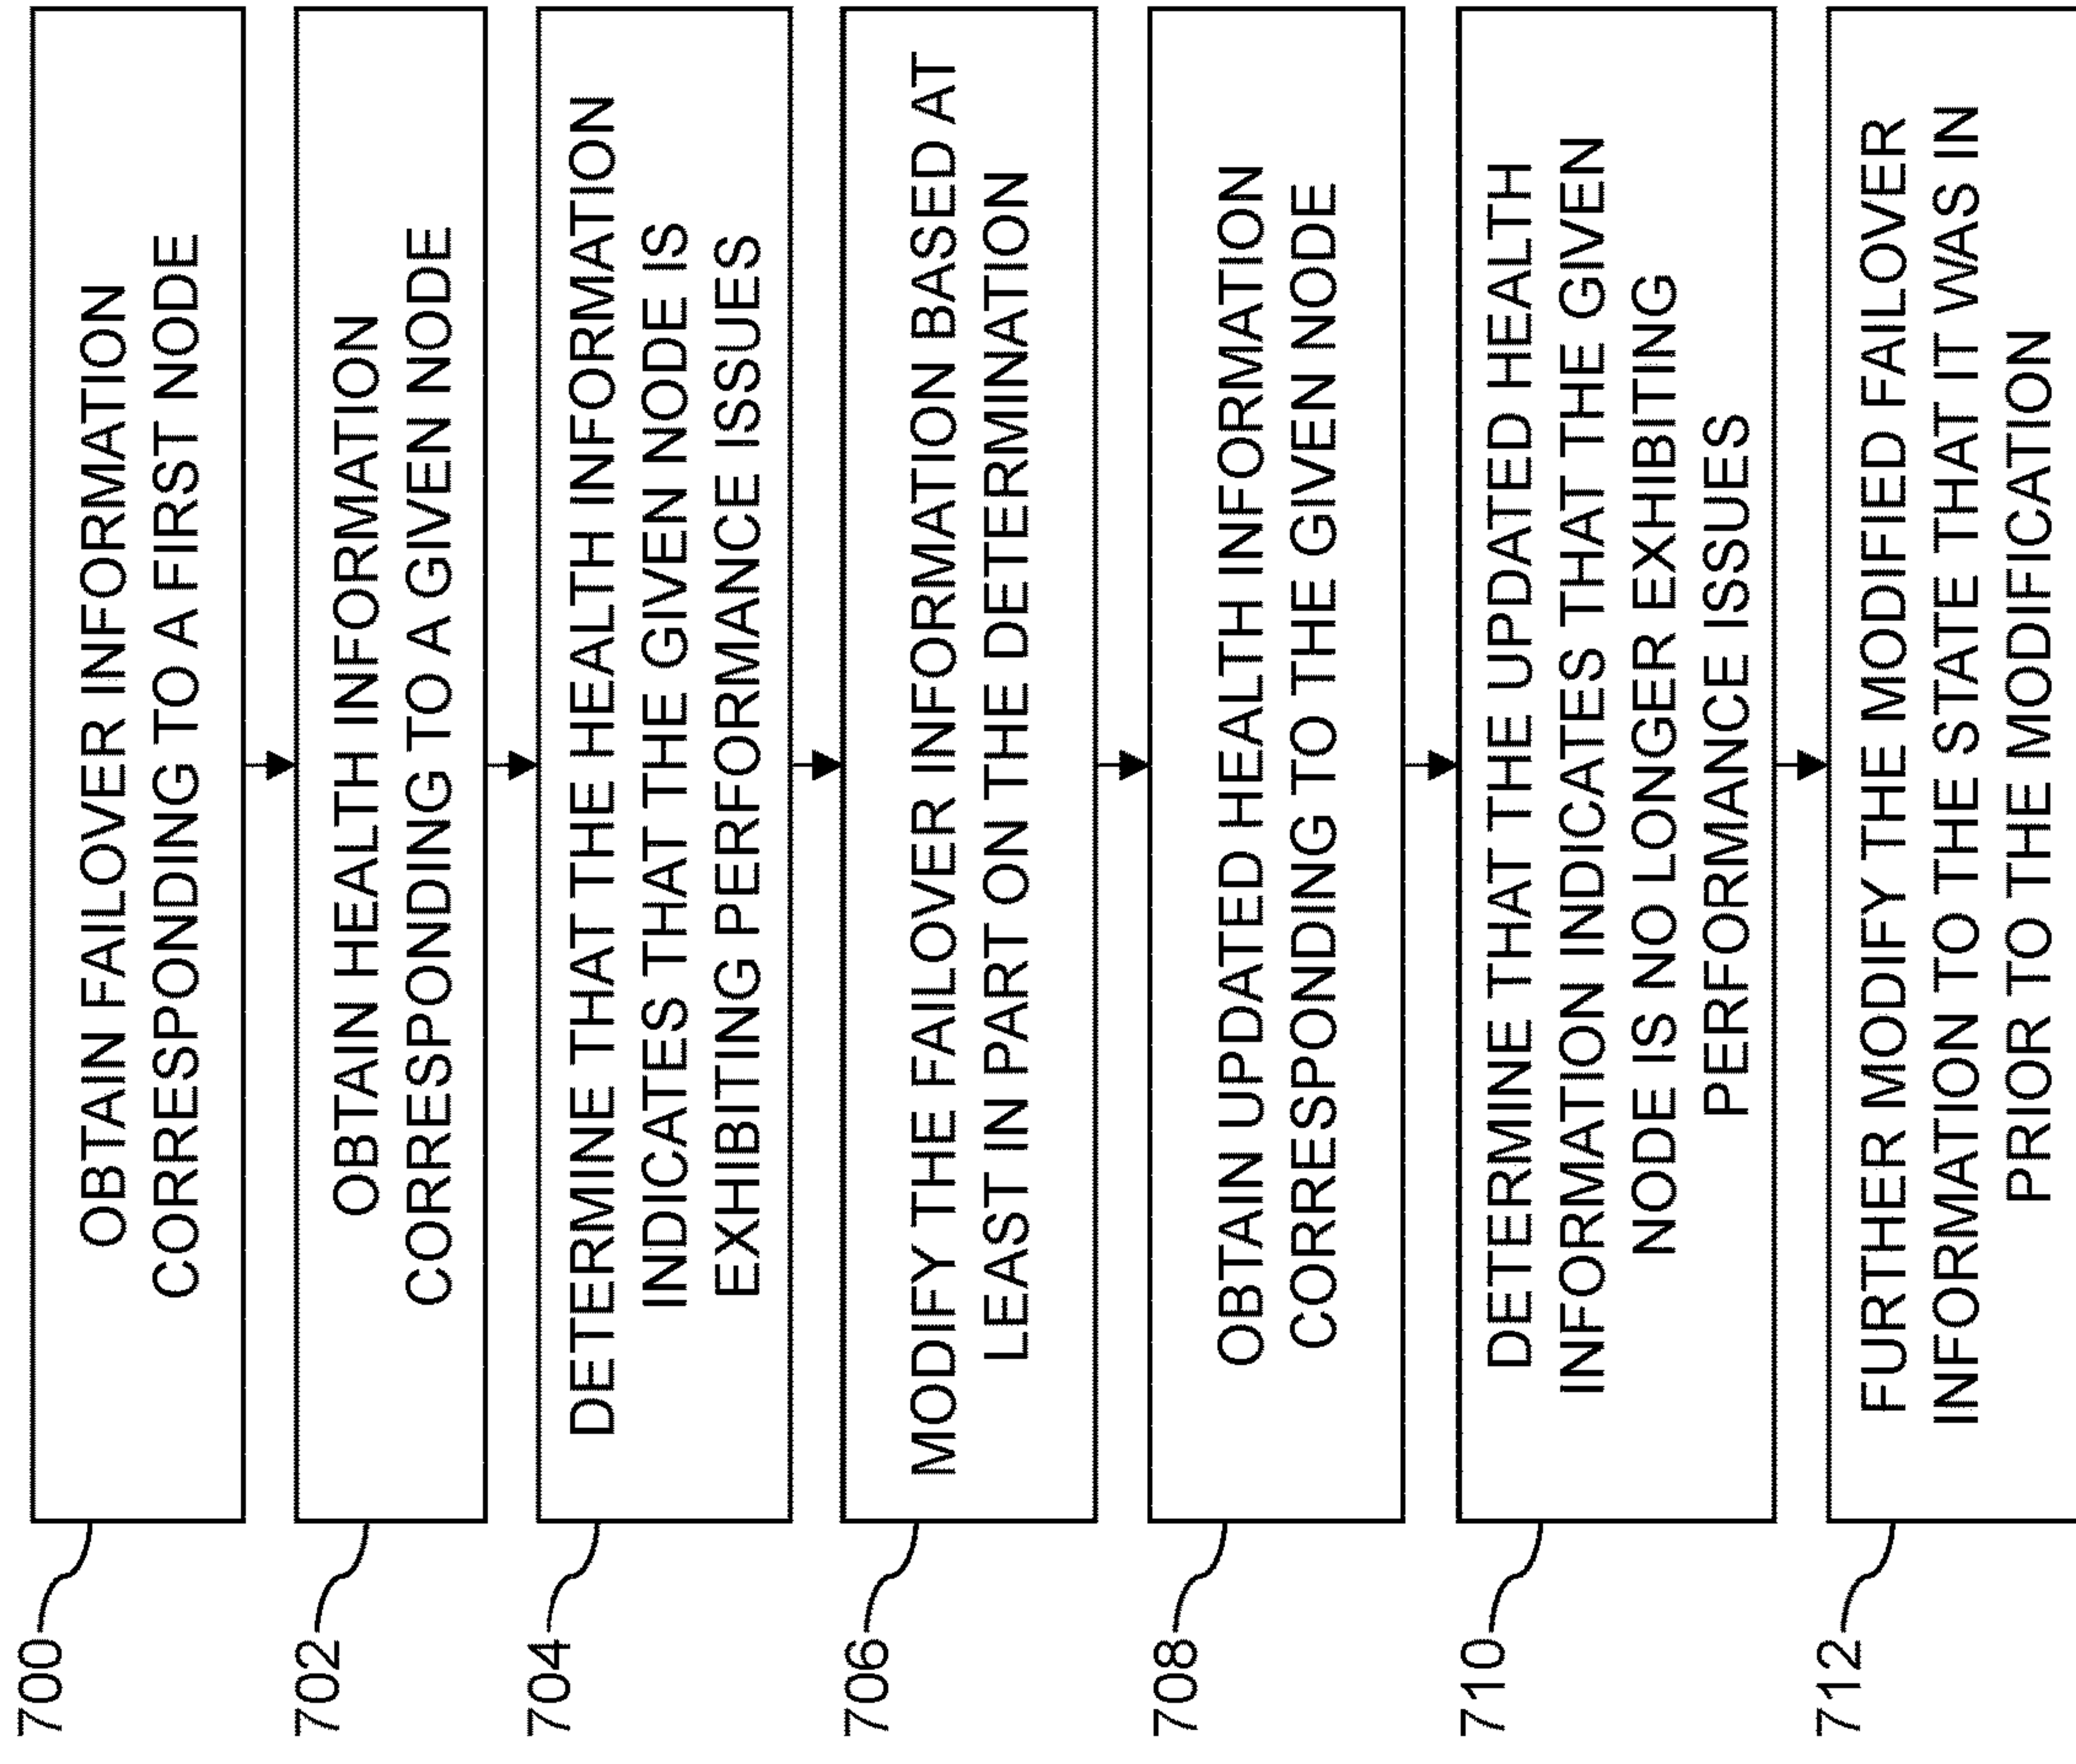 700
OBTAIN FAILOVER INFORMATION
CORRESPONDING TO A FIRST NODE
702
OBTAIN HEALTH INFORMATION
CORRESPONDING TO A GIVEN NODE
704
DETERMINE THAT THE HEALTH INFORMATION
INDICATES THAT THE GIVEN NODE IS
EXHIBITING PERFORMANCE ISSUES
706
MODIFY THE FAILOVER INFORMATION BASED AT
LEAST IN PART ON THE DETERMINATION
708
OBTAIN UPDATED HEALTH INFORMATION
CORRESPONDING TO THE GIVEN NODE
710
DETERMINE THAT THE UPDATED HEALTH
INFORMATION INDICATES THAT THE GIVEN
NODE IS NO LONGER EXHIBITING
PERFORMANCE ISSUES
712
FURTHER MODIFY THE MODIFIED FAILOVER
INFORMATION TO THE STATE THAT IT WAS IN
PRIOR TO THE MODIFICATION